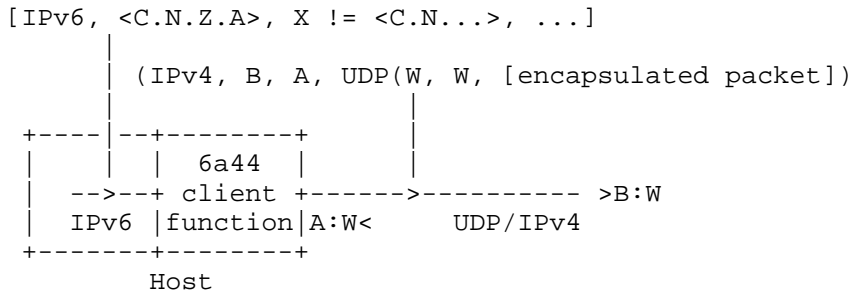 [IPv6, <C.N.Z.A>, X != <C.N...>, ...]
(IPv4, B, A, UDP(W, W, [encapsulated packet])
6a44
client >B:W
IPv6 function A:W< UDP/IPv4
Host